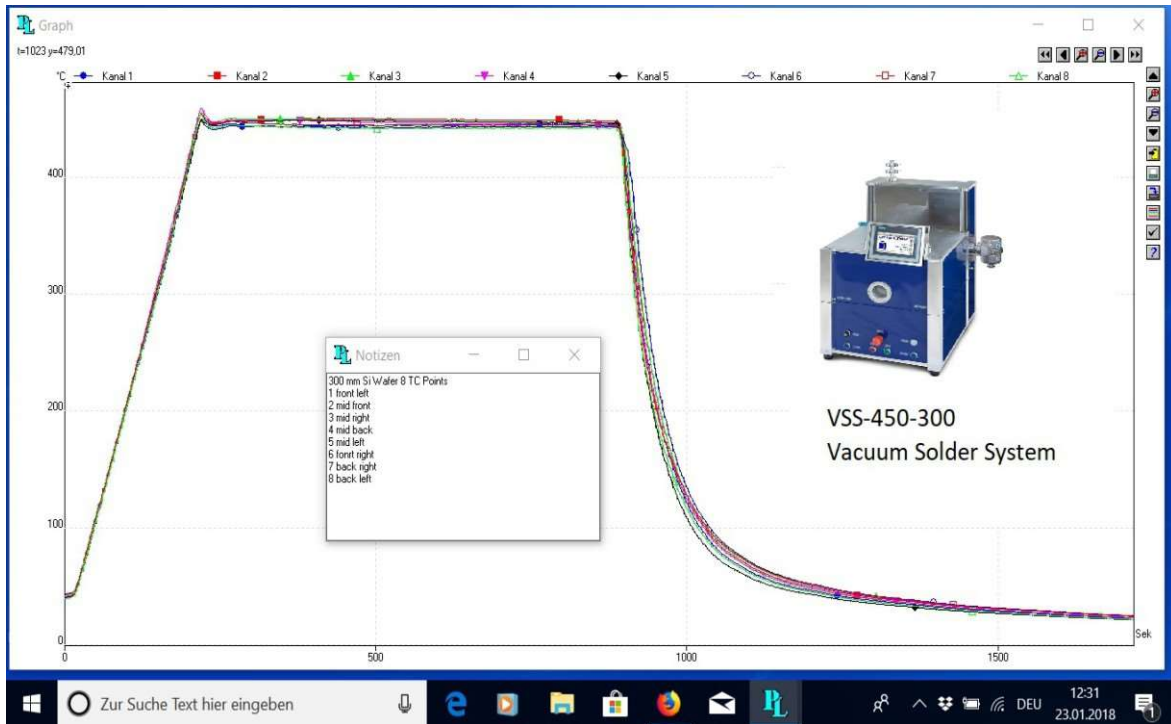 Graph
t=1023 y=479,01
°C
Kanal 1 Kanal 2 Kanal 3 Kanal 4 Kanal 5 Kanal 6 Kanal 7 Kanal 8
400
300
Notizen
300 mm Si Wafer 8 TC Points
1 front left
2 mid front
3 mid right
4 mid back
5 mid left
6 fonrt right
7 back right
8 back left
200
VSS-450-300
Vacuum Solder System
100
0
Sek
0 500 1000 1500
Zur Suche Text hier eingeben
DEU
12:31
23.01.2018
1